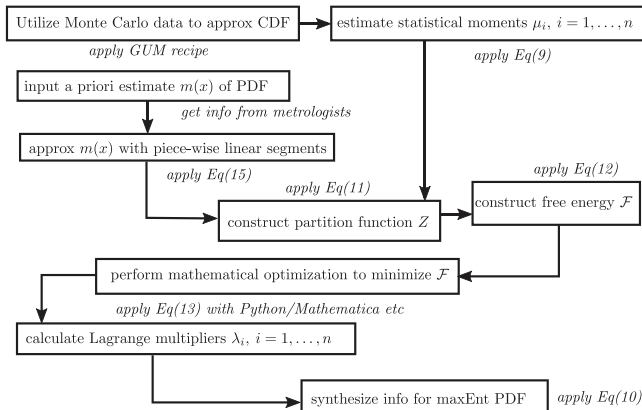 Utilize Monte Carlo data to approx CDF
estimate statistical moments μᵢ, i = 1, . . . , n
apply GUM recipe
apply Eq(9)
input a priori estimate m(x) of PDF
get info from metrologists
approx m(x) with piece-wise linear segments
apply Eq(15)
apply Eq(11)
apply Eq(12)
construct partition function Z
construct free energy ℱ
perform mathematical optimization to minimize ℱ
apply Eq(13) with Python/Mathematica etc
calculate Lagrange multipliers λᵢ, i = 1, . . . , n
synthesize info for maxEnt PDF
apply Eq(10)